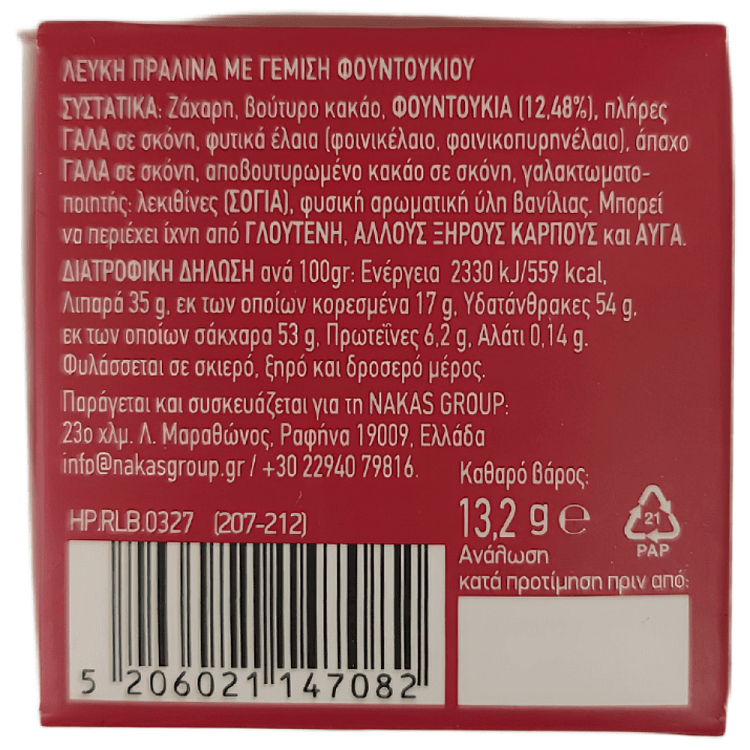 ΛΕΥΚΗ ΠΡΑΛΙΝΑ ΜΕ ΓΕΜΙΣΗ ΦΟΥΝΤΟΥΚΙΟΥ
ΣΥΣΤΑΤΙΚΑ: Ζάχαρη, βούτυρο κακάο, ΦΟΥΝΤΟΥΚΙΑ (12,48%), πλήρες
ΓΑΛΑ σε σκόνη, φυτικά έλαια (φοινικέλαιο, φοινικοπυρηνέλαιο), άπαχο
ΓΑΛΑ σε σκόνη, αποβουτυρωμένο κακάο σε σκόνη, γαλακτωματο-
ποιητής: λεκιθίνες (ΣΟΓΙΑ), φυσική αρωματική ύλη βανίλιας. Μπορεί
να περιέχει ίχνη από ΓΛΟΥΤΕΝΗ, ΑΛΛΟΥΣ ΞΗΡΟΥΣ ΚΑΡΠΟΥΣ και ΑΥΓΑ.
ΔΙΑΤΡΟΦΙΚΗ ΔΗΛΩΣΗ ανά 100gr: Ενέργεια 2330 kJ/559 kcal,
Λιπαρά 35 g, εκ των οποίων κορεσμένα 17 g, Υδατάνθρακες 54 g,
εκ των οποίων σάκχαρα 53 g, Πρωτεΐνες 6,2 g, Αλάτι 0,14 g.
Φυλάσσεται σε σκιερό, ξηρό και δροσερό μέρος.
Παράγεται και συσκευάζεται για τη NAKAS GROUP:
23ο χλμ. Λ. Μαραθώνος, Ραφήνα 19009, Ελλάδα
info@nakasgroup.gr / +30 22940 79816.
Καθαρό βάρος:
HP.RLB.0327 (207-212)
13,2 g ℮
21
PAP
Ανάλωση
κατά προτίμηση πριν από:
5 206021 147082